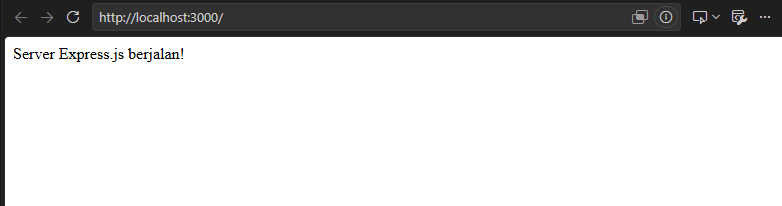 http://localhost:3000/
Server Express.js berjalan!